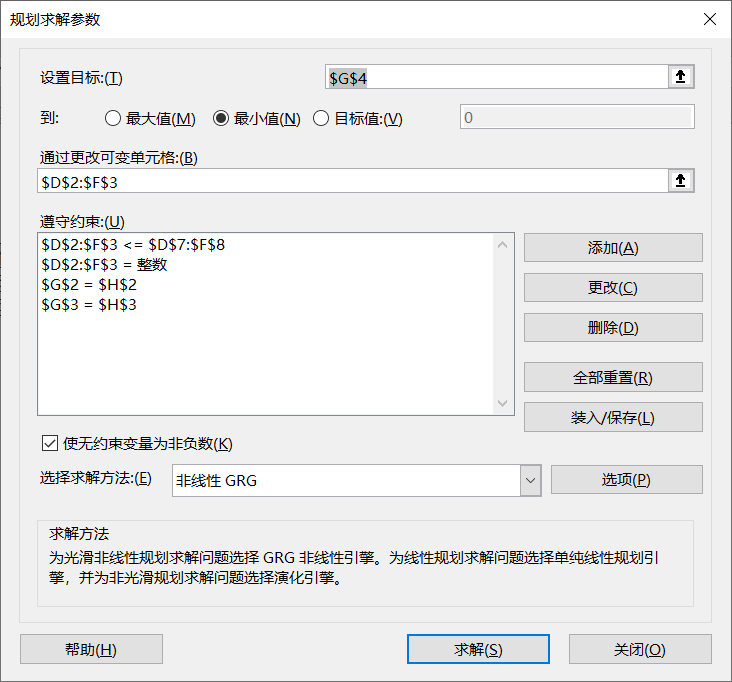 规划求解参数
设置目标:(T)
$G$4
到:
最大值(M)
最小值(N)
目标值:(V)
0
通过更改可变单元格:(B)
$D$2:$F$3
遵守约束:(U)
$D$2:$F$3 <= $D$7:$F$8
$D$2:$F$3 = 整数
$G$2 = $H$2
$G$3 = $H$3
添加(A)
更改(C)
删除(D)
全部重置(R)
装入/保存(L)
使无约束变量为非负数(K)
选择求解方法:(E)
非线性 GRG
选项(P)
求解方法
为光滑非线性规划求解问题选择 GRG 非线性引擎。为线性规划求解问题选择单纯线性规划引
擎，并为非光滑规划求解问题选择演化引擎。
帮助(H)
求解(S)
关闭(O)